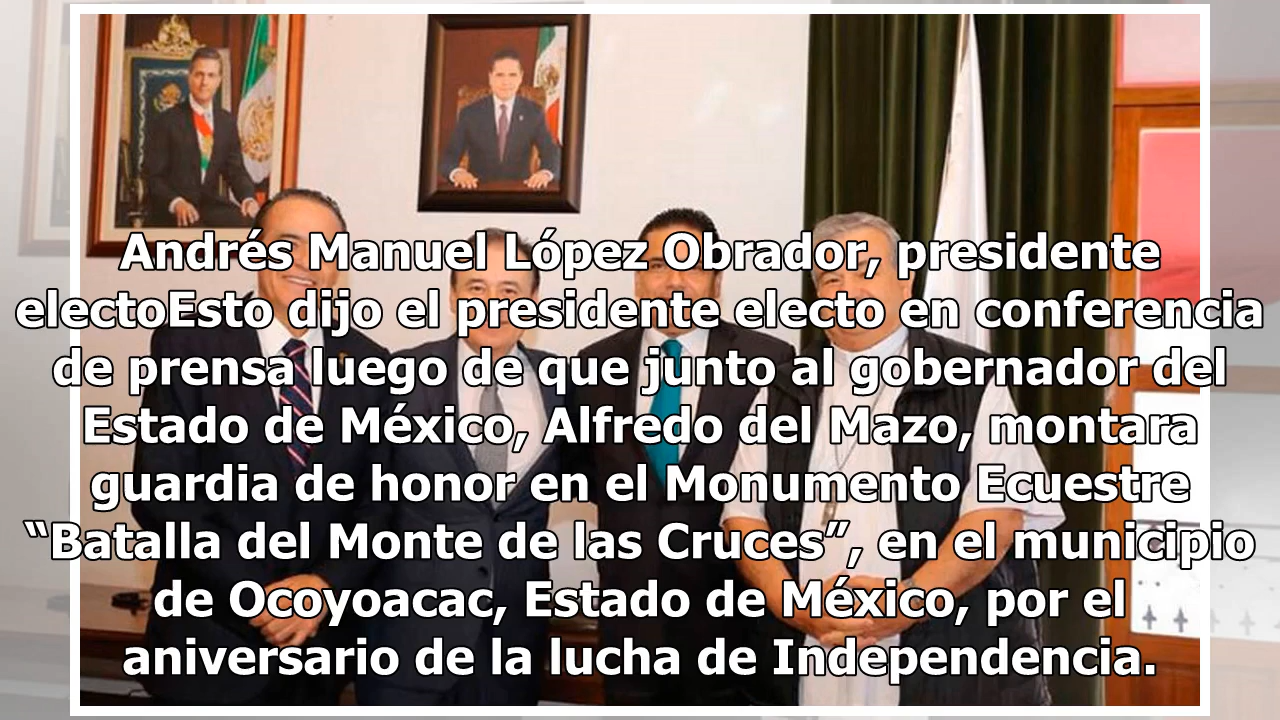 Andrés Manuel López Obrador, presidente
electoEsto dijo el presidente electo en conferencia
de prensa luego de que junto al gobernador del
Estado de México, Alfredo del Mazo, montara
guardia de honor en el Monumento Ecuestre
“Batalla del Monte de las Cruces”, en el municipio
de Ocoyoacac, Estado de México, por el
aniversario de la lucha de Independencia.